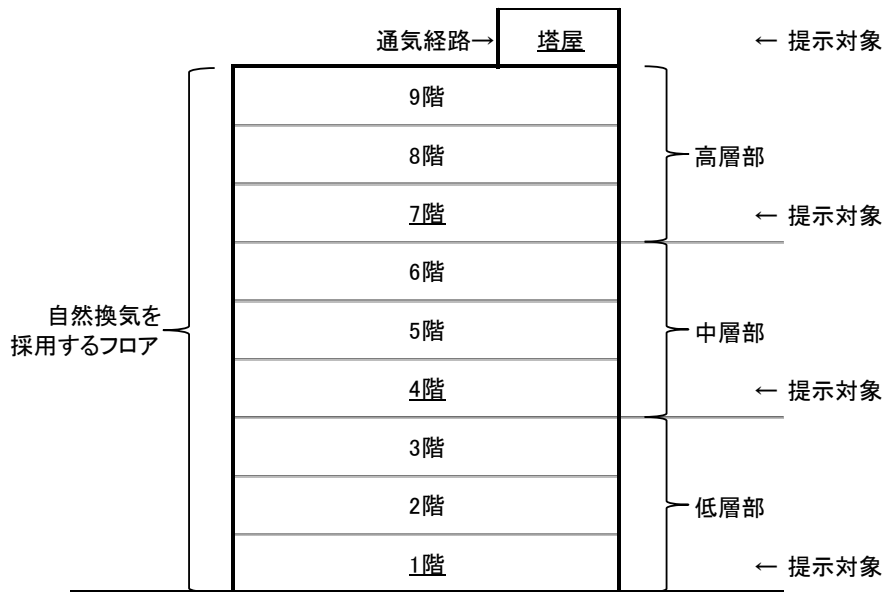 通気経路→ 塔屋 ← 提示対象
9階
8階 高層部
7階 ← 提示対象
6階
自然換気を
採用するフロア
5階 中層部
4階 ← 提示対象
3階
2階 低層部
1階 ← 提示対象